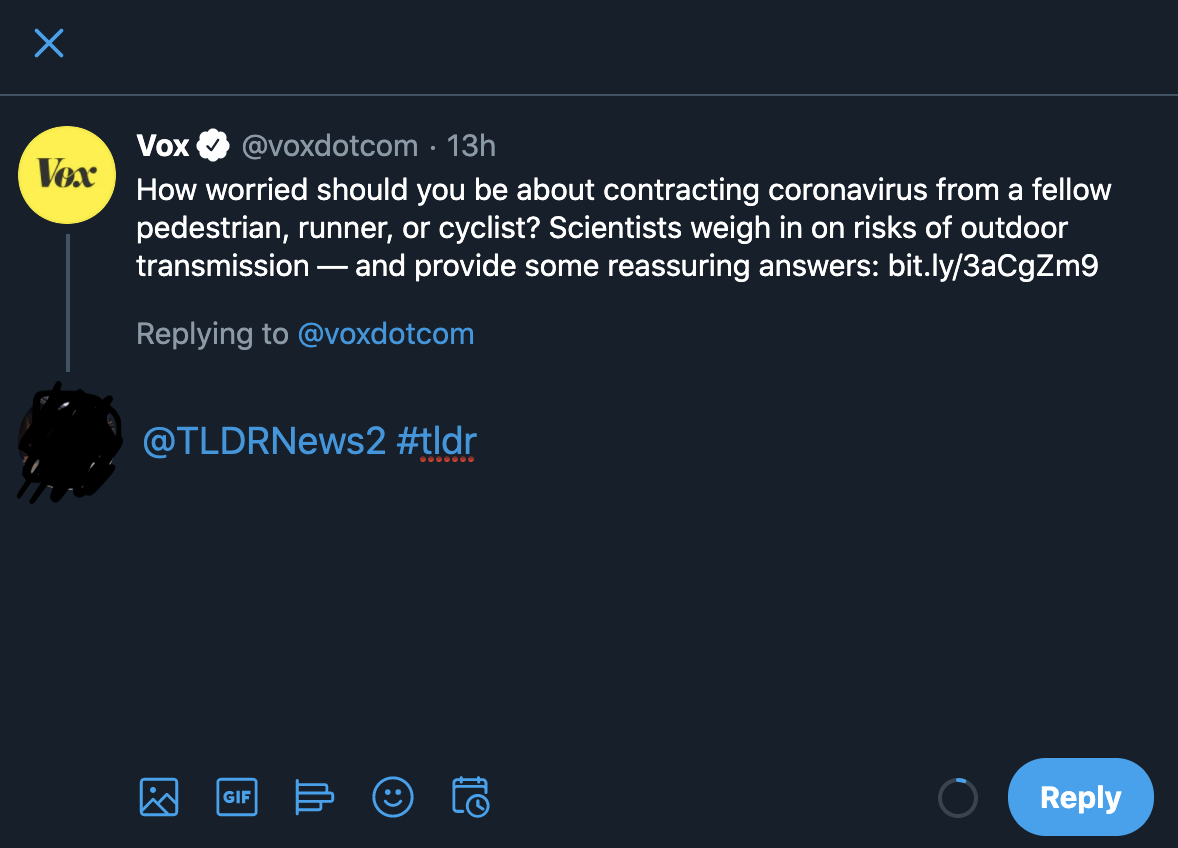 Vox @voxdotcom · 13h
Vox
How worried should you be about contracting coronavirus from a fellow
pedestrian, runner, or cyclist? Scientists weigh in on risks of outdoor
transmission — and provide some reassuring answers: bit.ly/3aCgZm9
Replying to @voxdotcom
@TLDRNews2 #tldr
GIF
Reply